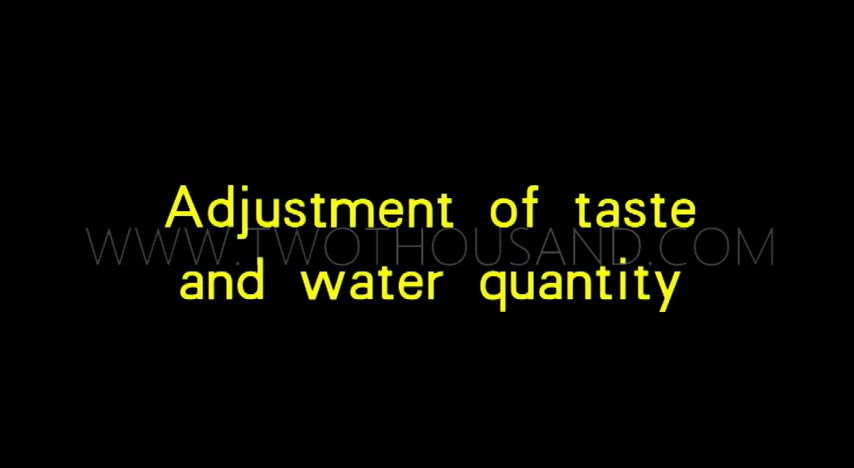 Adjustment of taste
WWW.TWOTHOUSAND.COM
and water quantity